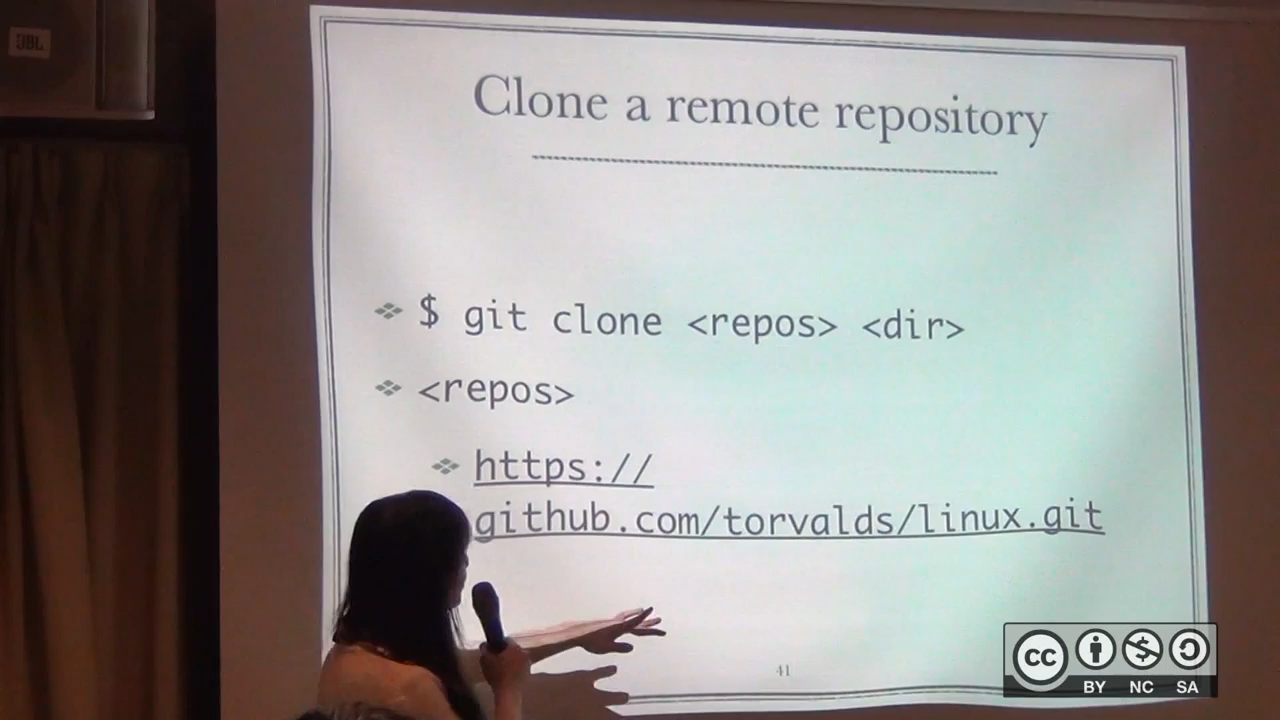 JBL
Clone a remote repository
$ git clone <repos> <dir>
<repos>
https://
github.com/torvalds/linux.git
41
cc
BY NC SA